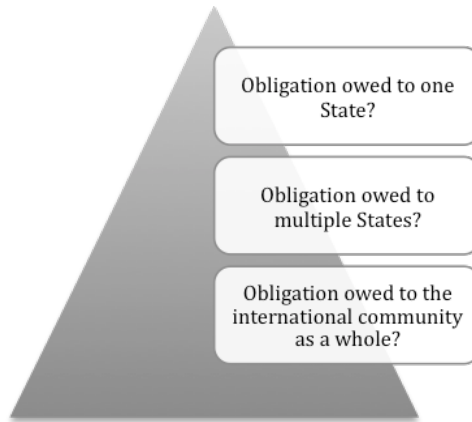 Obligation owed to one
State?
Obligation owed to
multiple States?
Obligation owed to the
international community
as a whole?